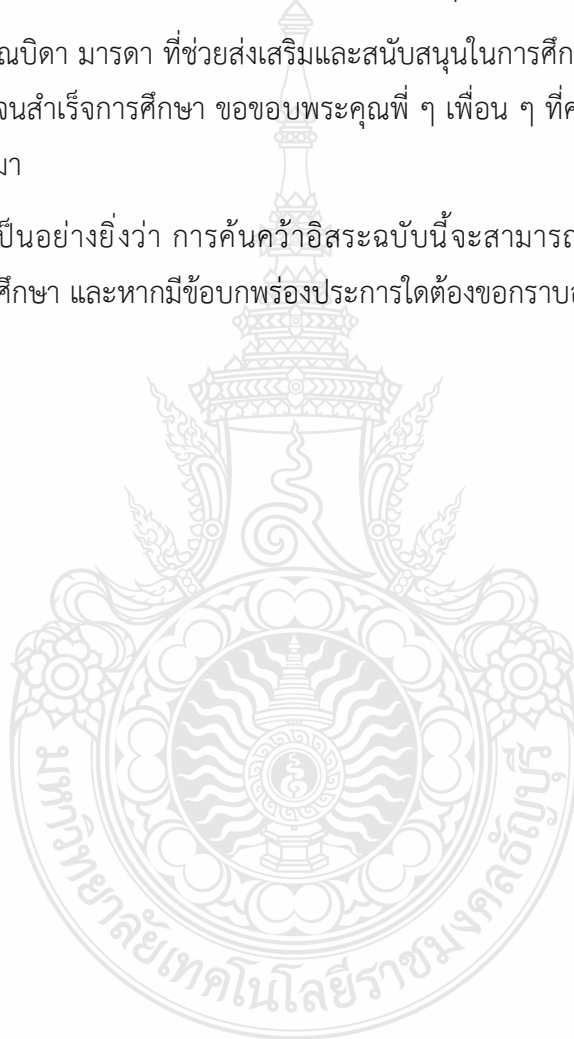 ณบิดา มารดา ที่ช่วยส่งเสริมและสนับสนุนในการศึก
จนสำเร็จการศึกษา ขอขอบพระคุณพี่ ๆ เพื่อน ๆ ที่ค
มา
ป็นอย่างยิ่งว่า การค้นคว้าอิสระฉบับนี้จะสามารถ
ศึกษา และหากมีข้อบกพร่องประการใดต้องขอกราบ
มหาวิทยาลัยเทคโนโลยีราชมงคลธัญบุรี